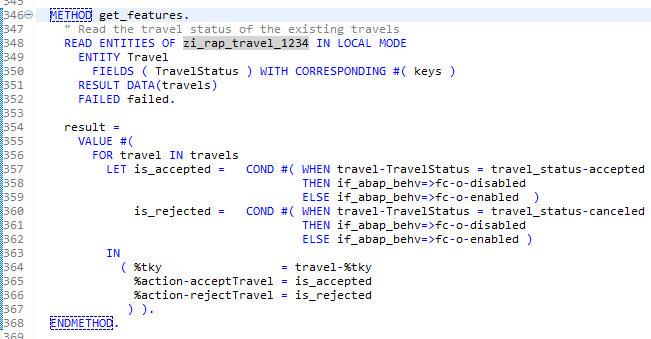 345
346 METHOD get_features.
347 " Read the travel status of the existing travels
348 READ ENTITIES OF zi_rap_travel_1234 IN LOCAL MODE
349 ENTITY Travel
350 FIELDS ( TravelStatus ) WITH CORRESPONDING #( keys )
351 RESULT DATA(travels)
352 FAILED failed.
353
354 result =
355 VALUE #(
356 FOR travel IN travels
357 LET is_accepted = COND #( WHEN travel-TravelStatus = travel_status-accepted
358 THEN if_abap_behv=>fc-o-disabled
359 ELSE if_abap_behv=>fc-o-enabled )
360 is_rejected = COND #( WHEN travel-TravelStatus = travel_status-canceled
361 THEN if_abap_behv=>fc-o-disabled
362 ELSE if_abap_behv=>fc-o-enabled )
363 IN
364 ( %tky = travel-%tky
365 %action-acceptTravel = is_accepted
366 %action-rejectTravel = is_rejected
367 ) ).
368 ENDMETHOD.
369